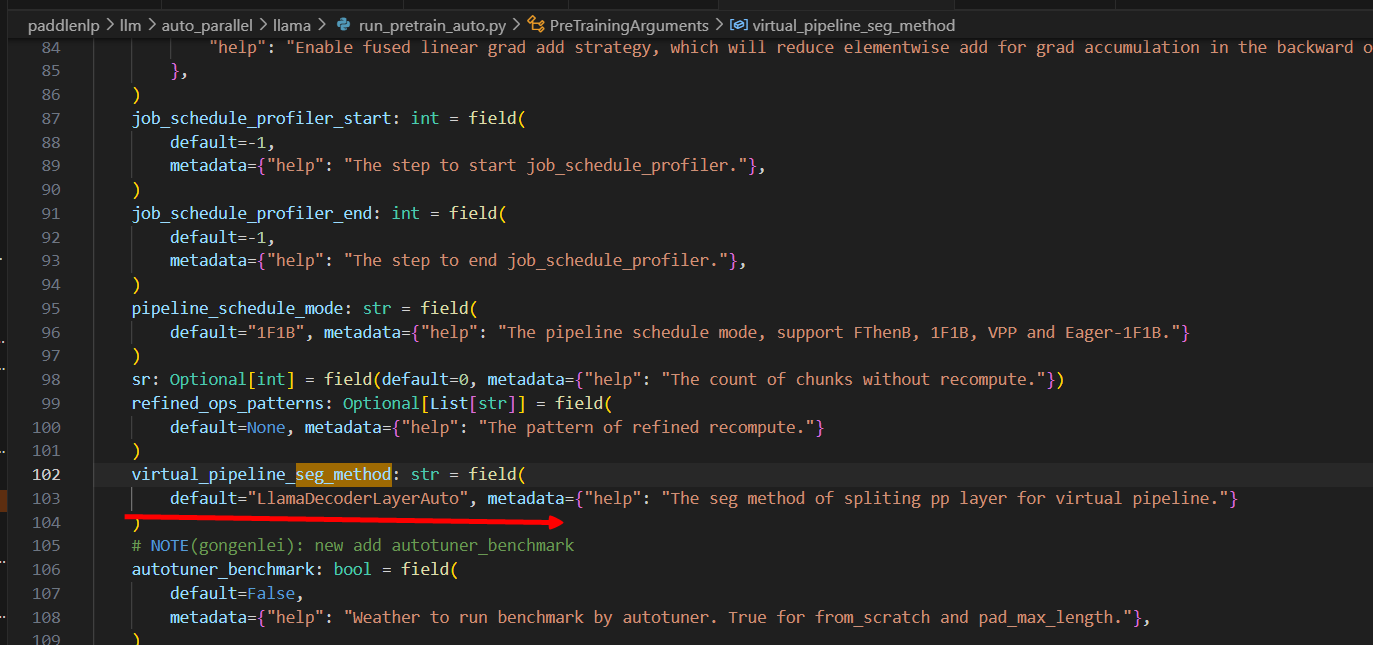 paddlenlp > llm > auto_parallel > llama > run_pretrain_auto.py > PreTrainingArguments > virtual_pipeline_seg_method
84 "help": "Enable fused linear grad add strategy, which will reduce elementwise add for grad accumulation in the backward o
85 },
86 )
87 job_schedule_profiler_start: int = field(
88 default=-1,
89 metadata={"help": "The step to start job_schedule_profiler."},
90 )
91 job_schedule_profiler_end: int = field(
92 default=-1,
93 metadata={"help": "The step to end job_schedule_profiler."},
94 )
95 pipeline_schedule_mode: str = field(
96 default="1F1B", metadata={"help": "The pipeline schedule mode, support FThenB, 1F1B, VPP and Eager-1F1B."}
97 )
98 sr: Optional[int] = field(default=0, metadata={"help": "The count of chunks without recompute."})
99 refined_ops_patterns: Optional[List[str]] = field(
100 default=None, metadata={"help": "The pattern of refined recompute."}
101 )
102 virtual_pipeline_seg_method: str = field(
103 default="LlamaDecoderLayerAuto", metadata={"help": "The seg method of spliting pp layer for virtual pipeline."}
104 )
105 # NOTE(gongenlei): new add autotuner_benchmark
106 autotuner_benchmark: bool = field(
107 default=False,
108 metadata={"help": "Weather to run benchmark by autotuner. True for from_scratch and pad_max_length."},
109 )